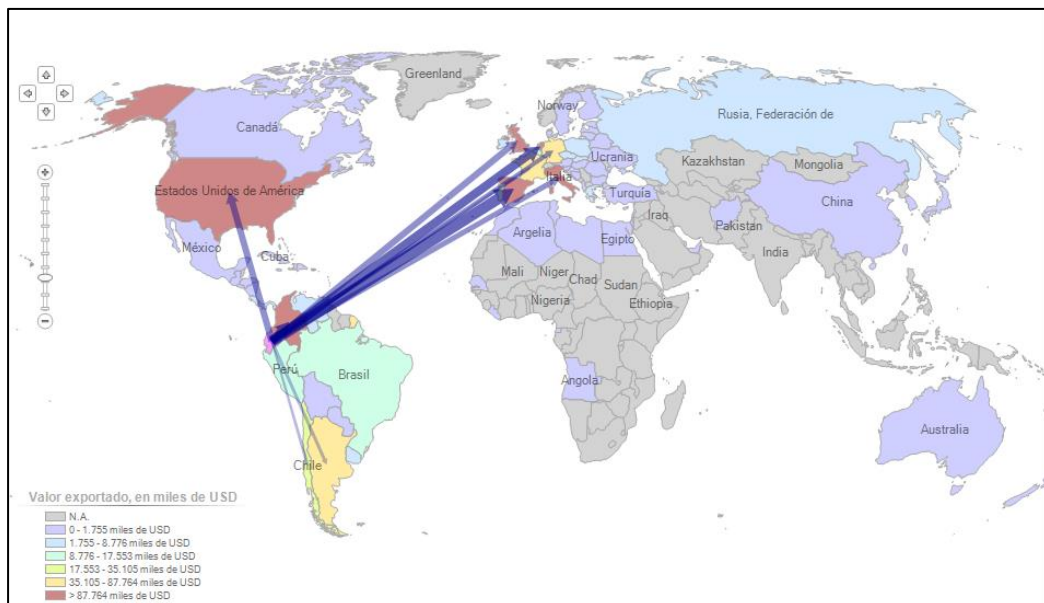 Greenland
Norway
Canadá
Rusia, Federación de
Ucrania
Kazakhstan
Mongolia
Italia
Estados Unidos de América
Turquia
China
Iraq
Pakistan
México
Cuba
Argelia
Egipto
India
Mali
Niger
Chad
Sudan
Nigeria
Ethiopia
Perú
Brasil
Angola
Australia
Chile
Valor exportado, en miles de USD
N.A.
0 - 1.755 miles de USD
1.755 - 8.776 miles de USD
8.776 - 17.553 miles de USD
17.553 - 35.105 miles de USD
35.105 - 87.764 miles de USD
> 87.764 miles de USD